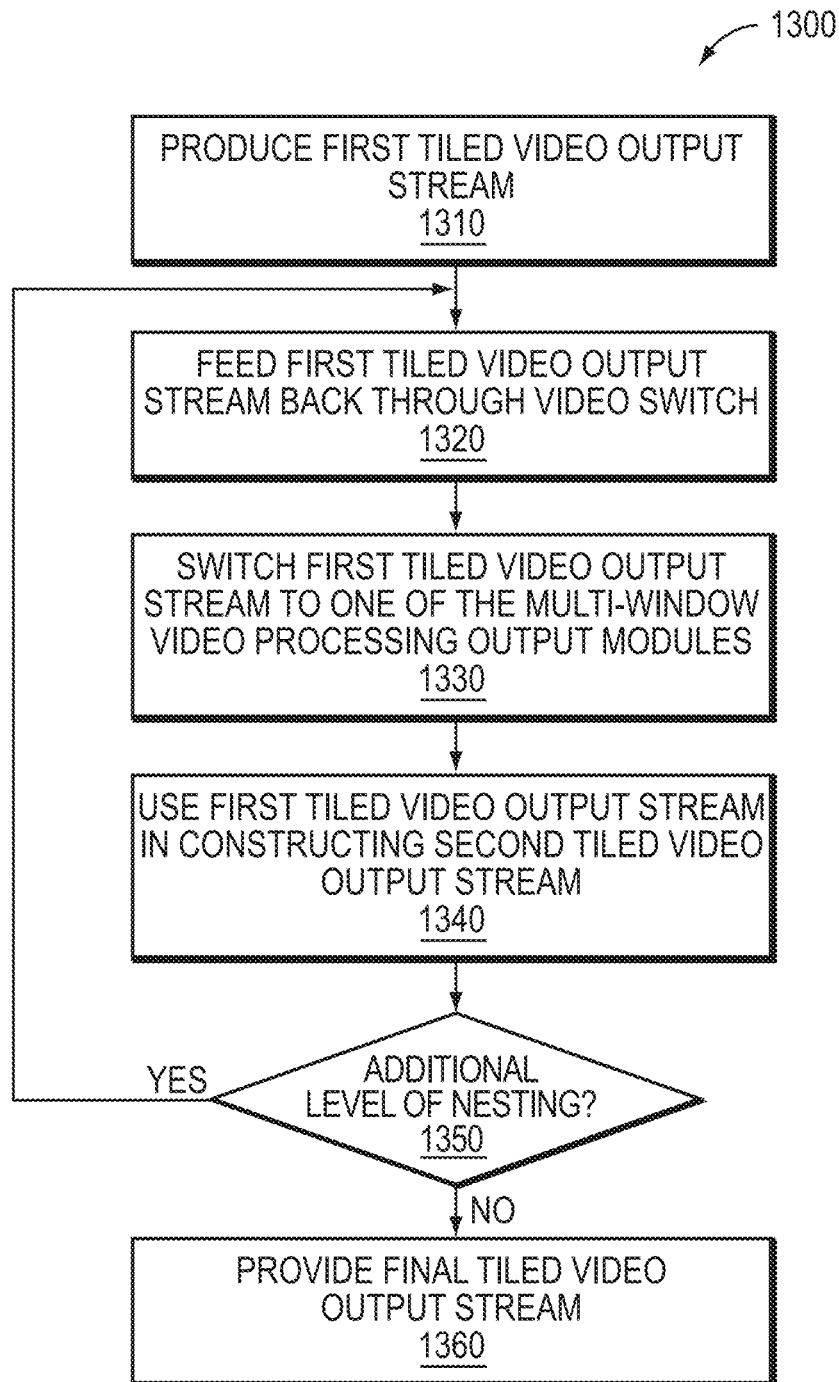 1300
PRODUCE FIRST TILED VIDEO OUTPUT
STREAM
1310
FEED FIRST TILED VIDEO OUTPUT
STREAM BACK THROUGH VIDEO SWITCH
1320
SWITCH FIRST TILED VIDEO OUTPUT
STREAM TO ONE OF THE MULTI-WINDOW
VIDEO PROCESSING OUTPUT MODULES
1330
USE FIRST TILED VIDEO OUTPUT STREAM
IN CONSTRUCTING SECOND TILED VIDEO
OUTPUT STREAM
1340
YES
ADDITIONAL
LEVEL OF NESTING?
1350
NO
PROVIDE FINAL TILED VIDEO
OUTPUT STREAM
1360